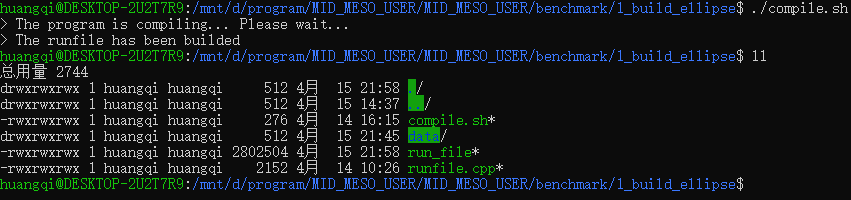 huangqi@DESKTOP-2U2T7R9:/mnt/d/program/MID_MESO_USER/MID_MESO_USER/benchmark/1_build_ellipse$ ./compile.sh
> The program is compiling... Please wait...
> The runfile has been builded
huangqi@DESKTOP-2U2T7R9:/mnt/d/program/MID_MESO_USER/MID_MESO_USER/benchmark/1_build_ellipse$ ll
总用量 2744
drwxrwxrwx 1 huangqi huangqi     512 4月  15 21:58 ./
drwxrwxrwx 1 huangqi huangqi     512 4月  15 14:37 ../
-rwxrwxrwx 1 huangqi huangqi     276 4月  14 16:15 compile.sh*
drwxrwxrwx 1 huangqi huangqi     512 4月  15 21:45 data/
-rwxrwxrwx 1 huangqi huangqi 2802504 4月  15 21:58 run_file*
-rwxrwxrwx 1 huangqi huangqi    2152 4月  14 10:26 runfile.cpp*
huangqi@DESKTOP-2U2T7R9:/mnt/d/program/MID_MESO_USER/MID_MESO_USER/benchmark/1_build_ellipse$